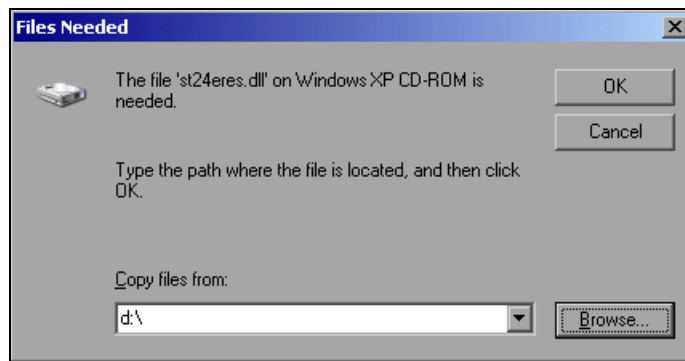 Files Needed
The file 'st24eres.dll' on Windows XP CD-ROM is
needed.
OK
Cancel
Type the path where the file is located, and then click
OK.
Copy files from:
d:\
Browse...